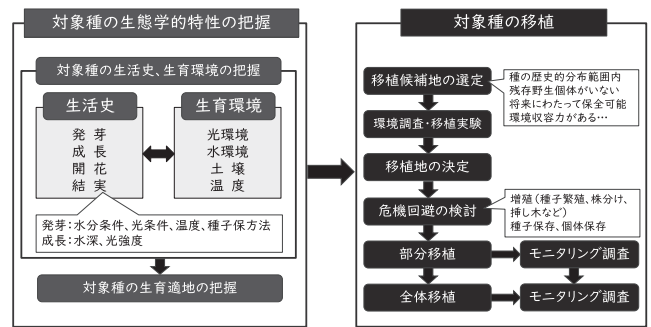 対象種の生態学的特性の把握
対象種の生活史、生育環境の把握
生活史
発芽
成長
開花
結実
生育環境
光環境
水環境
土壌
温度
発芽：水分条件、光条件、温度、種子保方法
成長：水深、光強度
対象種の生育適地の把握
対象種の移植
移植候補地の選定
種の歴史的分布範囲内
残存野生個体がいない
将来にわたって保全可能
環境収容力がある…
環境調査・移植実験
移植地の決定
危機回避の検討
増殖（種子繁殖、株分け、
挿し木など）
種子保存、個体保存
部分移植
モニタリング調査
全体移植
モニタリング調査